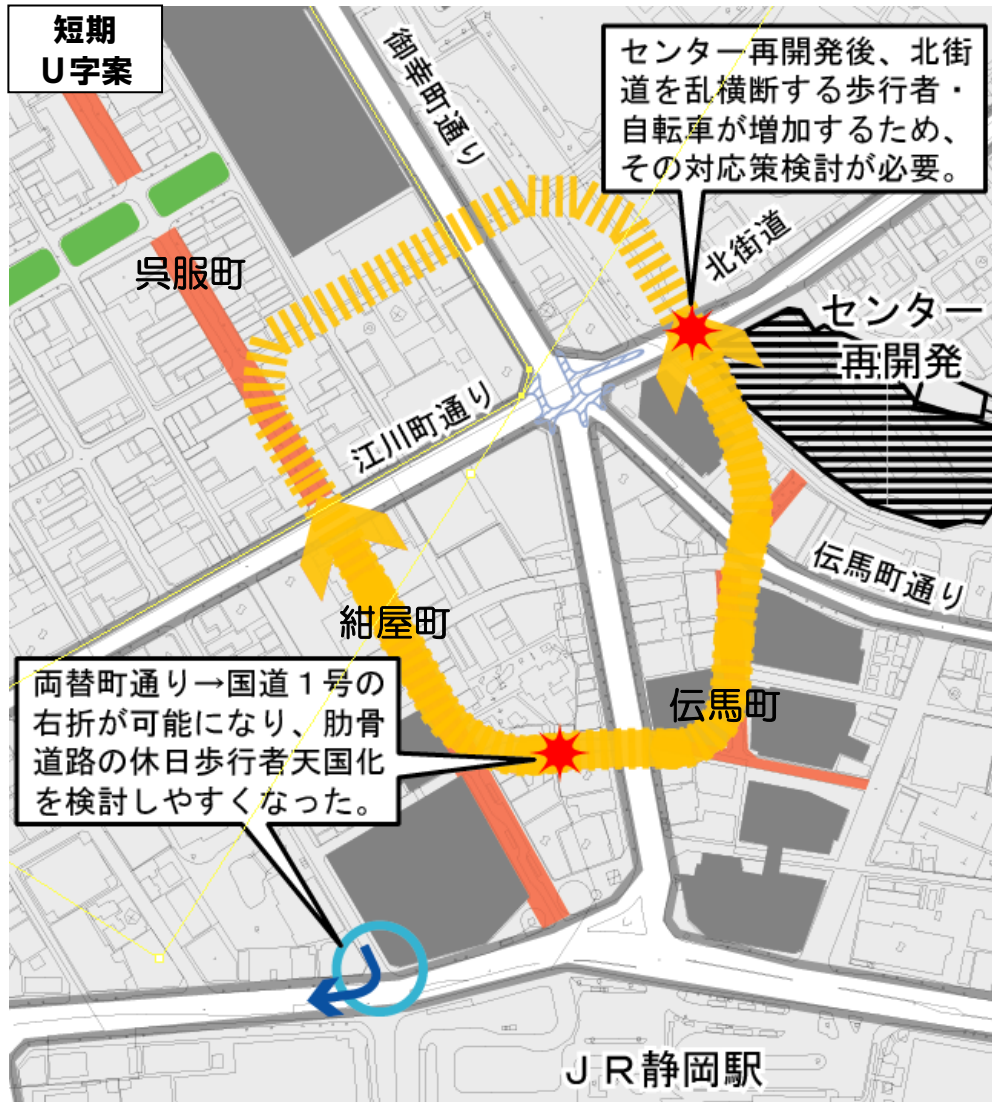 短期
U字案
御幸町通り
センター再開発後、北街
道を乱横断する歩行者・
自転車が増加するため、
その対応策検討が必要。
呉服町
北街道
センター
再開発
江川町通り
伝馬町通り
紺屋町
伝馬町
両替町通り→国道１号の
右折が可能になり、肋骨
道路の休日歩行者天国化
を検討しやすくなった。
ＪＲ静岡駅